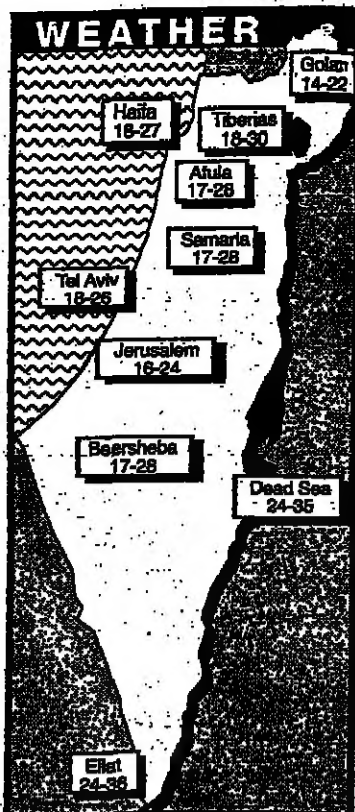 WEATHER
Golan
14-22
Haifa
18-27
Tiberias
18-30
Afula
17-28
Samaria
17-28
Tel Aviv
18-26
Jerusalem
16-24
Beersheba
17-28
Dead Sea
24-35
Eilat
24-36